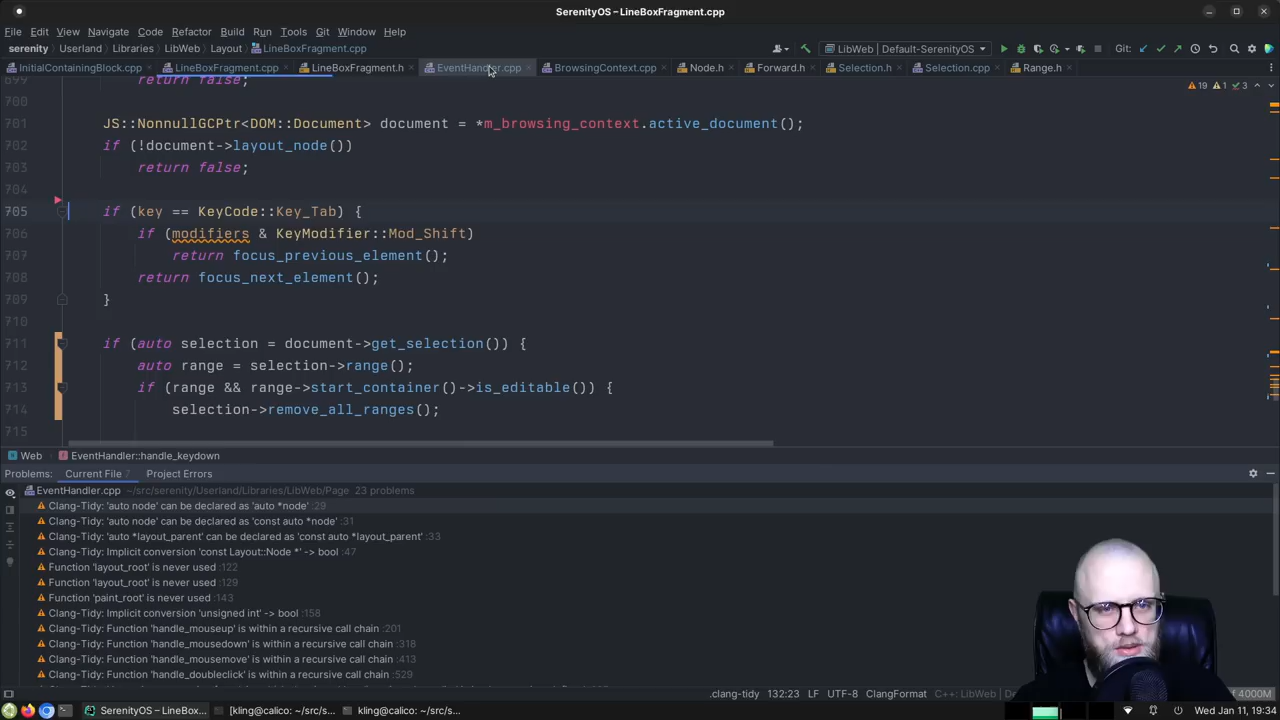 SerenityOS – LineBoxFragment.cpp
File Edit View Navigate Code Refactor Build Run Tools Git Window Help
serenity Userland Libraries LibWeb Layout LineBoxFragment.cpp
LibWeb | Default-SerenityOS
Git:
InitialContainingBlock.cpp LineBoxFragment.cpp LineBoxFragment.h EventHandler.cpp BrowsingContext.cpp Node.h Forward.h Selection.h Selection.cpp Range.h
699 return false;
19 1 3
700
701 JS::NonnullGCPtr<DOM::Document> document = *m_browsing_context.active_document();
702 if (!document->layout_node())
703 return false;
704
705 if (key == KeyCode::Key_Tab) {
706 if (modifiers & KeyModifier::Mod_Shift)
707 return focus_previous_element();
708 return focus_next_element();
709 }
710
711 if (auto selection = document->get_selection()) {
712 auto range = selection->range();
713 if (range && range->start_container()->is_editable()) {
714 selection->remove_all_ranges();
715
Web EventHandler::handle_keydown
Problems: Current File 7 Project Errors
EventHandler.cpp ~/src/serenity/Userland/Libraries/LibWeb/Page 23 problems
Clang-Tidy: 'auto node' can be declared as 'auto *node' :29
Clang-Tidy: 'auto node' can be declared as 'const auto *node' :31
Clang-Tidy: 'auto *layout_parent' can be declared as 'const auto *layout_parent' :33
Clang-Tidy: Implicit conversion 'const Layout::Node *' -> bool :47
Function 'layout_root' is never used :122
Function 'layout_root' is never used :129
Function 'paint_root' is never used :143
Clang-Tidy: Implicit conversion 'unsigned int' -> bool :158
Clang-Tidy: Function 'handle_mouseup' is within a recursive call chain :201
Clang-Tidy: Function 'handle_mousedown' is within a recursive call chain :318
Clang-Tidy: Function 'handle_mousemove' is within a recursive call chain :413
Clang-Tidy: Function 'handle_doubleclick' is within a recursive call chain :529
.clang-tidy 132:23 LF UTF-8 ClangFormat C++: LibWeb | of 4000M
SerenityOS – LineBoxF... [kling@calico: ~/src/s... kling@calico: ~/src/s...
Wed Jan 11, 19:34